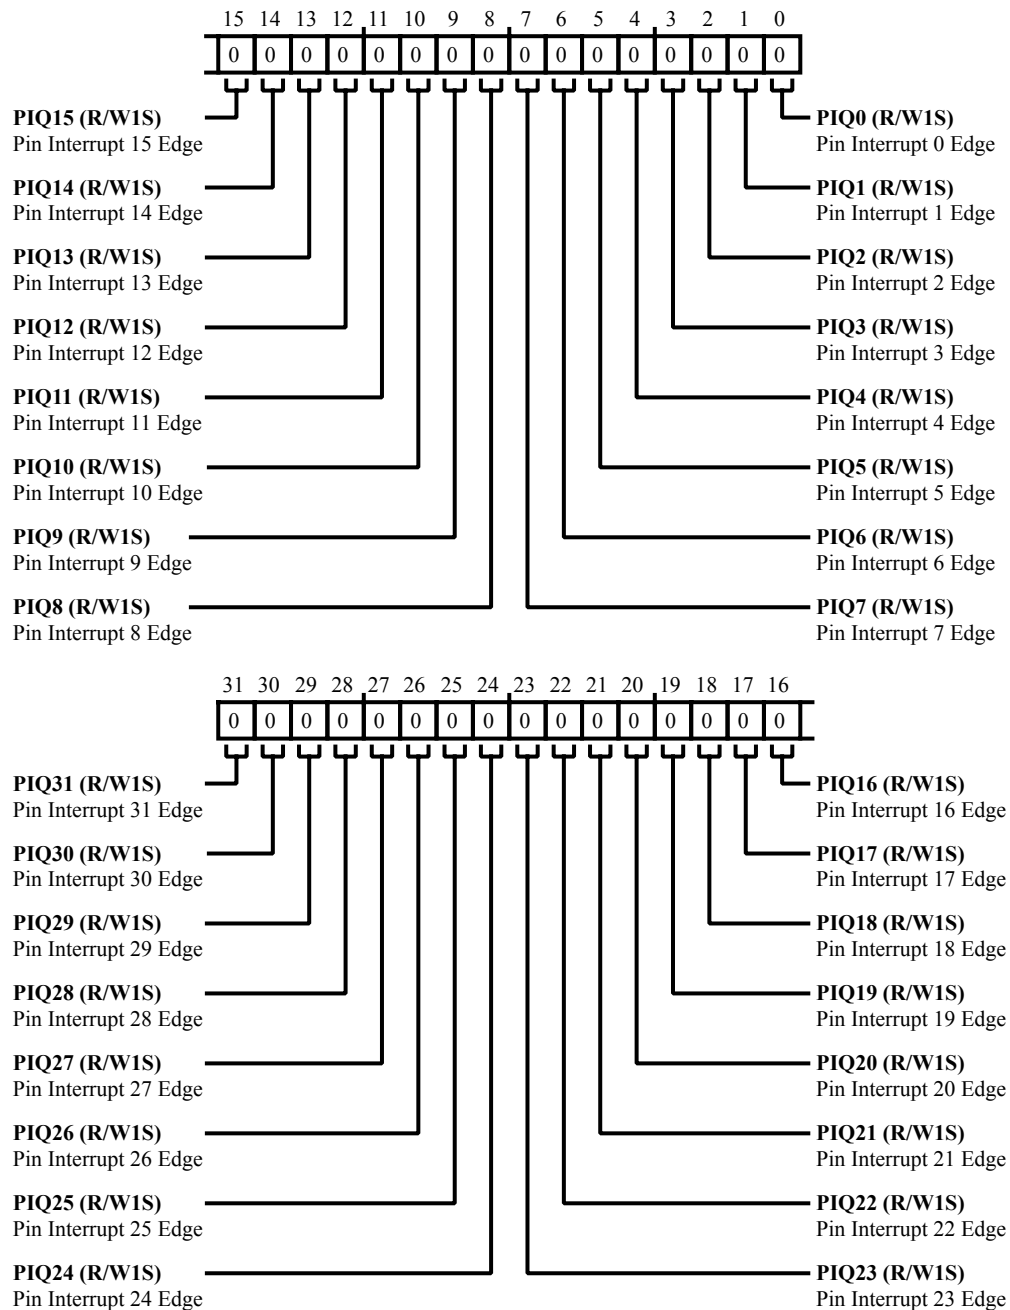 15 14 13 12 11 10 9 8 7 6 5 4 3 2 1 0
0 0 0 0 0 0 0 0 0 0 0 0 0 0 0 0
PIQ15 (R/W1S)
Pin Interrupt 15 Edge
PIQ0 (R/W1S)
Pin Interrupt 0 Edge
PIQ14 (R/W1S)
Pin Interrupt 14 Edge
PIQ1 (R/W1S)
Pin Interrupt 1 Edge
PIQ13 (R/W1S)
Pin Interrupt 13 Edge
PIQ2 (R/W1S)
Pin Interrupt 2 Edge
PIQ12 (R/W1S)
Pin Interrupt 12 Edge
PIQ3 (R/W1S)
Pin Interrupt 3 Edge
PIQ11 (R/W1S)
Pin Interrupt 11 Edge
PIQ4 (R/W1S)
Pin Interrupt 4 Edge
PIQ10 (R/W1S)
Pin Interrupt 10 Edge
PIQ5 (R/W1S)
Pin Interrupt 5 Edge
PIQ9 (R/W1S)
Pin Interrupt 9 Edge
PIQ6 (R/W1S)
Pin Interrupt 6 Edge
PIQ8 (R/W1S)
Pin Interrupt 8 Edge
PIQ7 (R/W1S)
Pin Interrupt 7 Edge
31 30 29 28 27 26 25 24 23 22 21 20 19 18 17 16
0 0 0 0 0 0 0 0 0 0 0 0 0 0 0 0
PIQ31 (R/W1S)
Pin Interrupt 31 Edge
PIQ16 (R/W1S)
Pin Interrupt 16 Edge
PIQ30 (R/W1S)
Pin Interrupt 30 Edge
PIQ17 (R/W1S)
Pin Interrupt 17 Edge
PIQ29 (R/W1S)
Pin Interrupt 29 Edge
PIQ18 (R/W1S)
Pin Interrupt 18 Edge
PIQ28 (R/W1S)
Pin Interrupt 28 Edge
PIQ19 (R/W1S)
Pin Interrupt 19 Edge
PIQ27 (R/W1S)
Pin Interrupt 27 Edge
PIQ20 (R/W1S)
Pin Interrupt 20 Edge
PIQ26 (R/W1S)
Pin Interrupt 26 Edge
PIQ21 (R/W1S)
Pin Interrupt 21 Edge
PIQ25 (R/W1S)
Pin Interrupt 25 Edge
PIQ22 (R/W1S)
Pin Interrupt 22 Edge
PIQ24 (R/W1S)
Pin Interrupt 24 Edge
PIQ23 (R/W1S)
Pin Interrupt 23 Edge